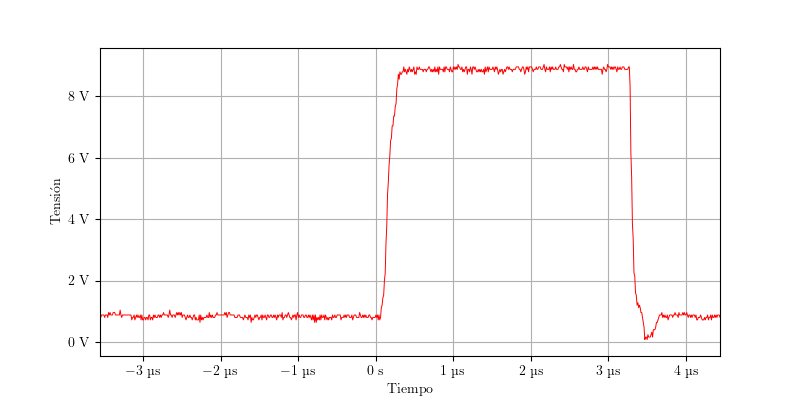 8 V
6 V
4 V
2 V
0 V
Tensión
−3 µs
−2 µs
−1 µs
0 s
1 µs
2 µs
3 µs
4 µs
Tiempo